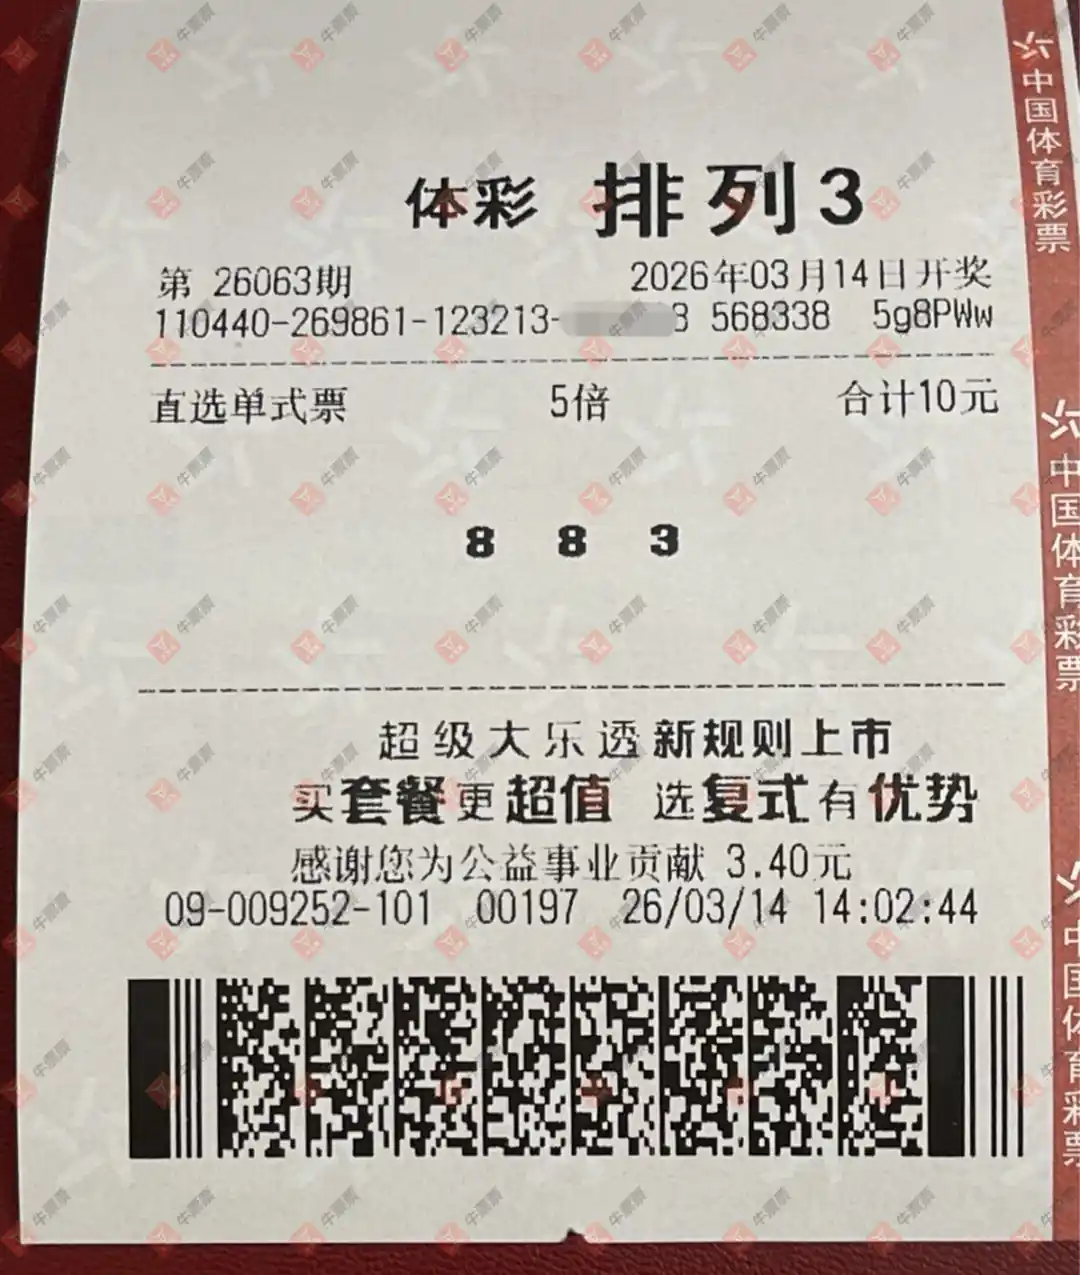 体彩 排列3
第 26063期 2026年03月14日开奖
110440-269861-123213- 3 568338 5g8PWw
直选单式票 5倍 合计10元
8 8 3
超级大乐透新规则上市
买套餐更超值 选复式有优势
感谢您为公益事业贡献 3.40元
09-009252-101 00197 26/03/14 14:02:44
中国体育彩票
中国体育彩票
中国体育彩票
牛票票